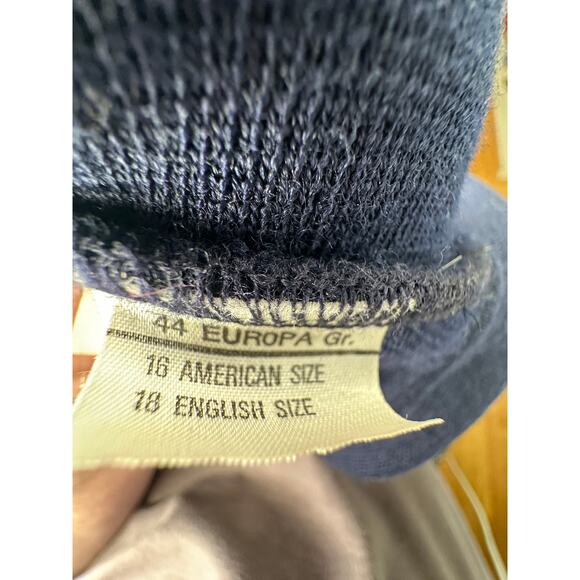 44 EUROPA Gr.
16 AMERICAN SIZE
18 ENGLISH SIZE